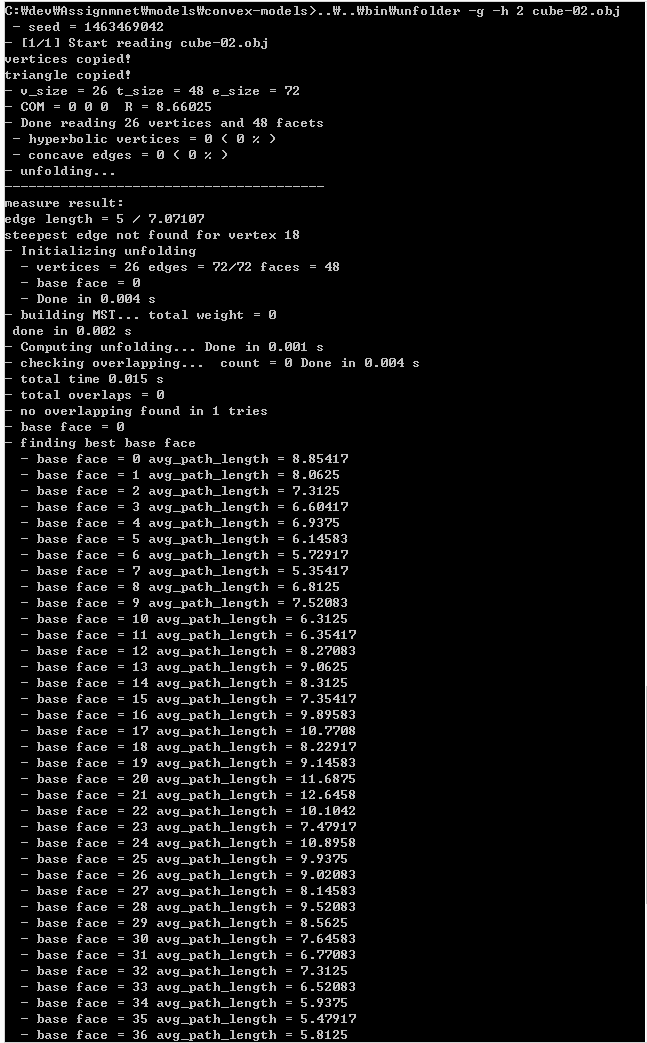 C:₩dev₩Assignmnet₩models₩convex-models>..₩..₩bin₩unfolder -g -h 2 cube-02.obj
- seed = 1463469042
- [1/1] Start reading cube-02.obj
vertices copied!
triangle copied!
- v_size = 26 t_size = 48 e_size = 72
- COM = 0 0 0 R = 8.66025
- Done reading 26 vertices and 48 facets
- hyperbolic vertices = 0 ( 0 % )
- concave edges = 0 ( 0 % )
- unfolding...
----------------------------------------
measure result:
edge length = 5 / 7.07107
steepest edge not found for vertex 18
- Initializing unfolding
- vertices = 26 edges = 72/72 faces = 48
- base face = 0
- Done in 0.004 s
- building MST... total weight = 0
done in 0.002 s
- Computing unfolding... Done in 0.001 s
- checking overlapping... count = 0 Done in 0.004 s
- total time 0.015 s
- total overlaps = 0
- no overlapping found in 1 tries
- base face = 0
- finding best base face
- base face = 0 avg_path_length = 8.85417
- base face = 1 avg_path_length = 8.0625
- base face = 2 avg_path_length = 7.3125
- base face = 3 avg_path_length = 6.60417
- base face = 4 avg_path_length = 6.9375
- base face = 5 avg_path_length = 6.14583
- base face = 6 avg_path_length = 5.72917
- base face = 7 avg_path_length = 5.35417
- base face = 8 avg_path_length = 6.8125
- base face = 9 avg_path_length = 7.52083
- base face = 10 avg_path_length = 6.3125
- base face = 11 avg_path_length = 6.35417
- base face = 12 avg_path_length = 8.27083
- base face = 13 avg_path_length = 9.0625
- base face = 14 avg_path_length = 8.3125
- base face = 15 avg_path_length = 7.35417
- base face = 16 avg_path_length = 9.89583
- base face = 17 avg_path_length = 10.7708
- base face = 18 avg_path_length = 8.22917
- base face = 19 avg_path_length = 9.14583
- base face = 20 avg_path_length = 11.6875
- base face = 21 avg_path_length = 12.6458
- base face = 22 avg_path_length = 10.1042
- base face = 23 avg_path_length = 7.47917
- base face = 24 avg_path_length = 10.8958
- base face = 25 avg_path_length = 9.9375
- base face = 26 avg_path_length = 9.02083
- base face = 27 avg_path_length = 8.14583
- base face = 28 avg_path_length = 9.52083
- base face = 29 avg_path_length = 8.5625
- base face = 30 avg_path_length = 7.64583
- base face = 31 avg_path_length = 6.77083
- base face = 32 avg_path_length = 7.3125
- base face = 33 avg_path_length = 6.52083
- base face = 34 avg_path_length = 5.9375
- base face = 35 avg_path_length = 5.47917
- base face = 36 avg_path_length = 5.8125